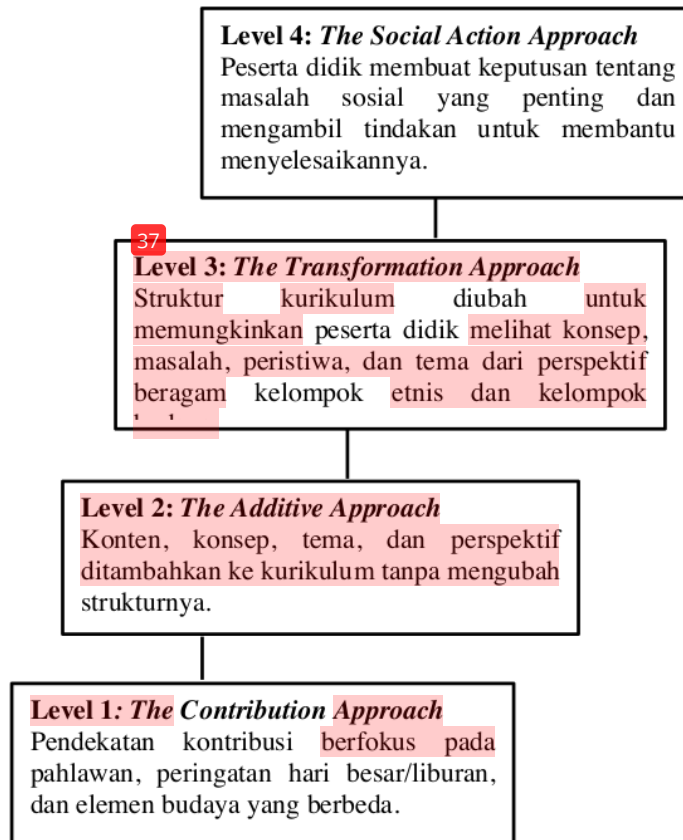 Level 4: The Social Action Approach
Peserta didik membuat keputusan tentang
masalah sosial yang penting dan
mengambil tindakan untuk membantu
menyelesaikannya.
37
Level 3: The Transformation Approach
Struktur kurikulum diubah untuk
memungkinkan peserta didik melihat konsep,
masalah, peristiwa, dan tema dari perspektif
beragam kelompok etnis dan kelompok
Level 2: The Additive Approach
Konten, konsep, tema, dan perspektif
ditambahkan ke kurikulum tanpa mengubah
strukturnya.
Level 1: The Contribution Approach
Pendekatan kontribusi berfokus pada
pahlawan, peringatan hari besar/liburan,
dan elemen budaya yang berbeda.